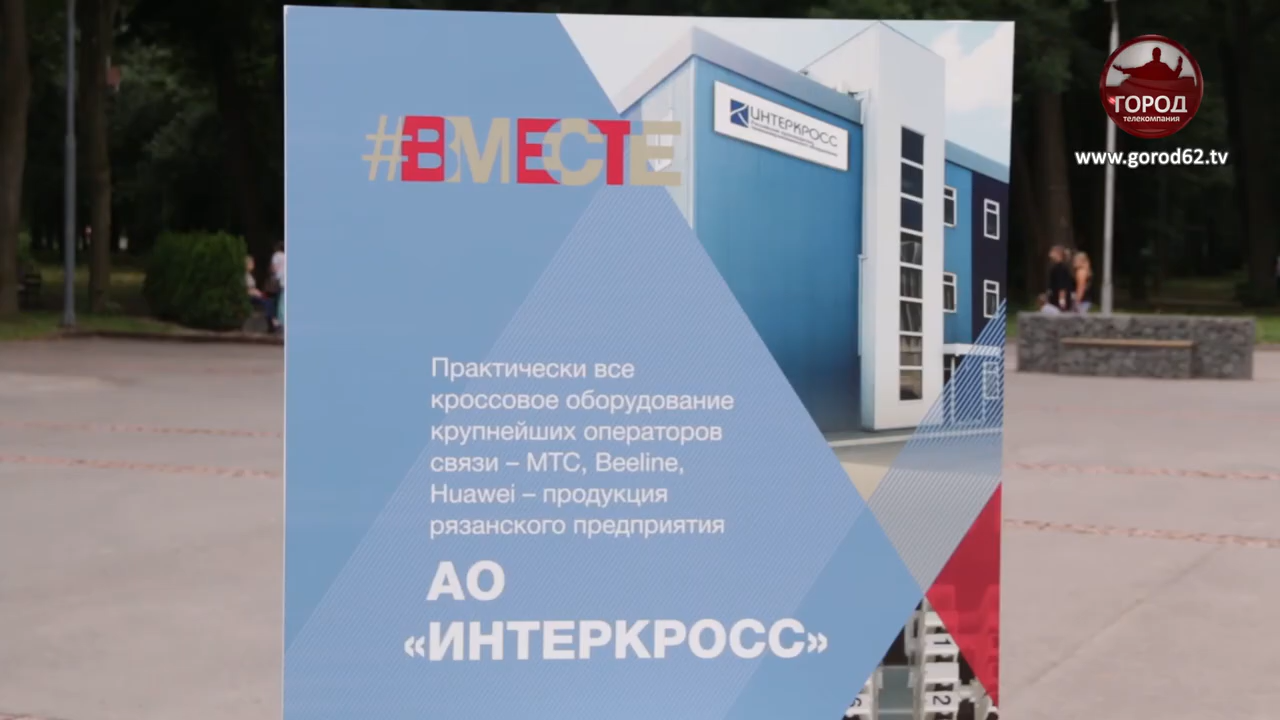 #ВМЕСТЕ
ИНТЕРКРОСС
ГОРОД
телекомпания
www.gorod62.tv
Практически все
кроссовое оборудование
крупнейших операторов
связи – МТС, Beeline,
Huawei – продукция
рязанского предприятия
АО
«ИНТЕРКРОСС»